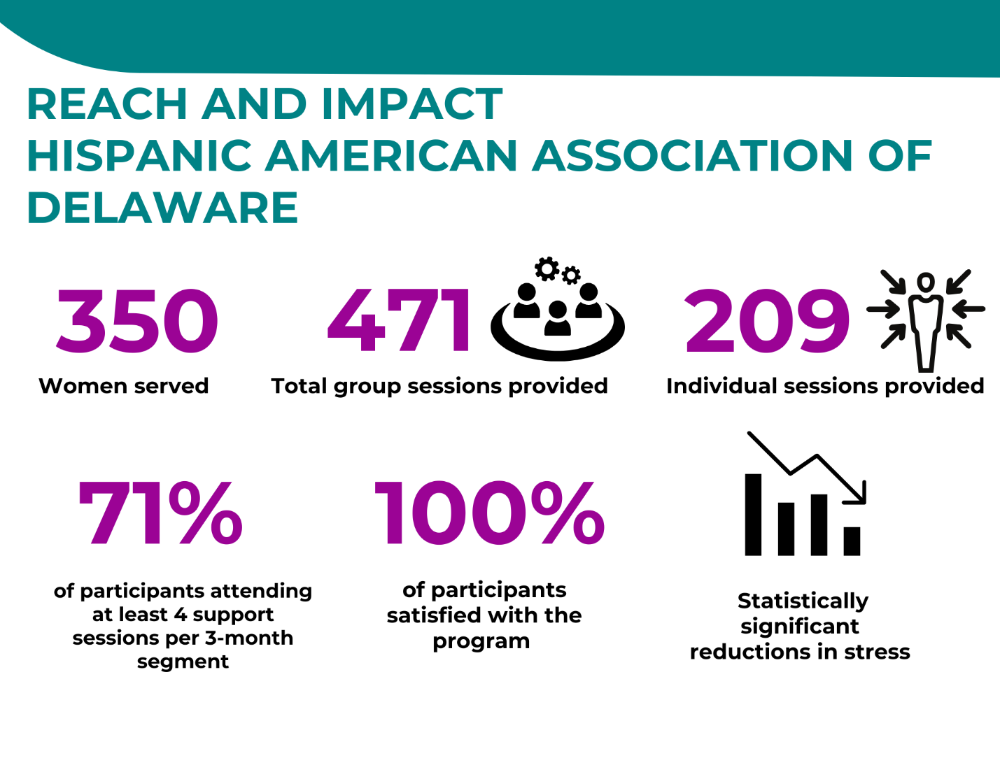 REACH AND IMPACT
HISPANIC AMERICAN ASSOCIATION OF
DELAWARE
350
Women served
471
Total group sessions provided
209
Individual sessions provided
71%
of participants attending
at least 4 support
sessions per 3-month
segment
100%
of participants
satisfied with the
program
Statistically
significant
reductions in stress